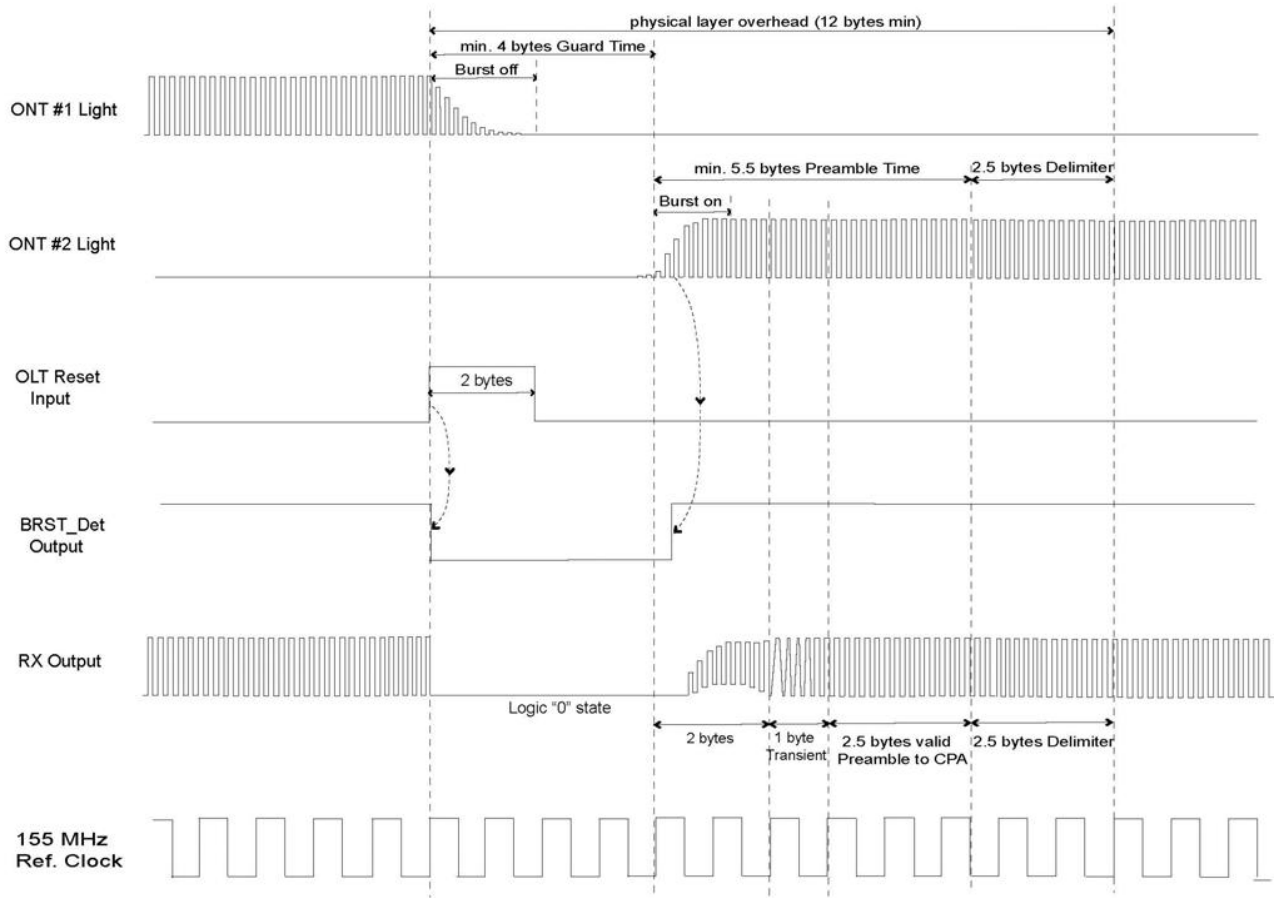 physical layer overhead (12 bytes min)
min. 4 bytes Guard Time
Burst off
ONT #1 Light
min. 5.5 bytes Preamble Time
2.5 bytes Delimiter
Burst on
ONT #2 Light
OLT Reset
Input
2 bytes
BRST_Det
Output
RX Output
Logic "0" state
2 bytes
1 byte
Transient
2.5 bytes valid
Preamble to CPA
2.5 bytes Delimiter
155 MHz
Ref. Clock